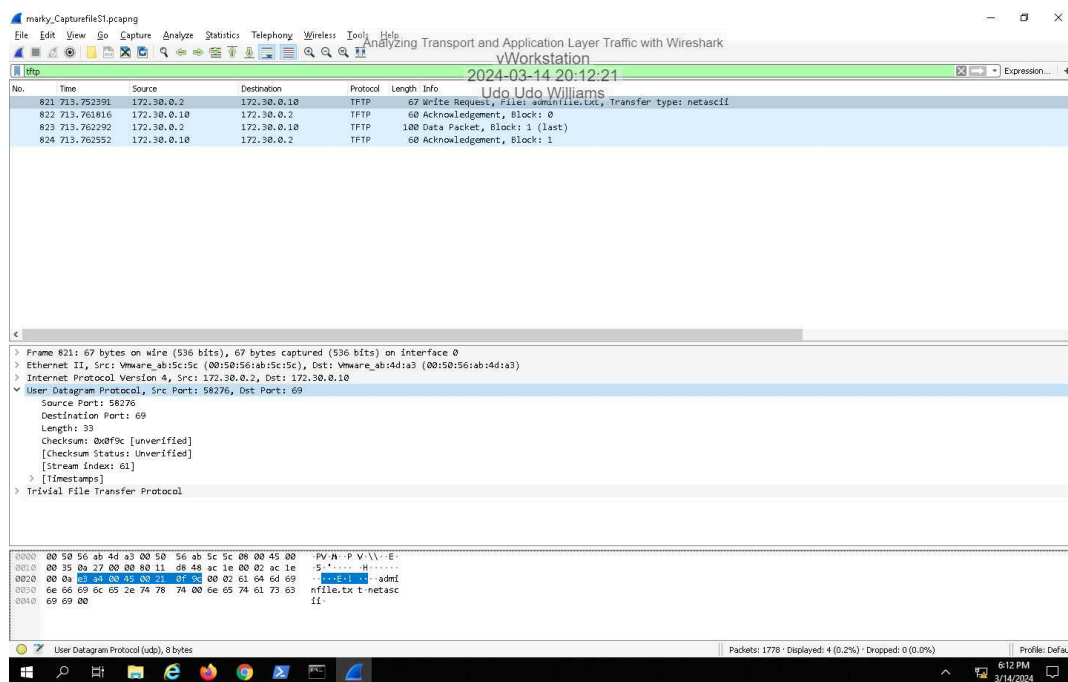 marky_CapturefileS1.pcapng
File Edit View Go Capture Analyze Statistics Telephony Wireless Tools Help
Analyzing Transport and Application Layer Traffic with Wireshark
vWorkstation
tftp
Expression...
+
2024-03-14 20:12:21
Udo Udo Williams
No. Time Source Destination Protocol Length Info
821 713.752391 172.30.0.2 172.30.0.10 TFTP 67 Write Request, File: adminfile.txt, Transfer type: netascii
822 713.761816 172.30.0.10 172.30.0.2 TFTP 60 Acknowledgement, Block: 0
823 713.762292 172.30.0.2 172.30.0.10 TFTP 100 Data Packet, Block: 1 (last)
824 713.762552 172.30.0.10 172.30.0.2 TFTP 60 Acknowledgement, Block: 1
> Frame 821: 67 bytes on wire (536 bits), 67 bytes captured (536 bits) on interface 0
> Ethernet II, Src: Vmware_ab:5c:5c (00:50:56:ab:5c:5c), Dst: Vmware_ab:4d:a3 (00:50:56:ab:4d:a3)
> Internet Protocol Version 4, Src: 172.30.0.2, Dst: 172.30.0.10
User Datagram Protocol, Src Port: 58276, Dst Port: 69
Source Port: 58276
Destination Port: 69
Length: 33
Checksum: 0x0f9c [unverified]
[Checksum Status: Unverified]
[Stream index: 61]
> [Timestamps]
> Trivial File Transfer Protocol
0000 00 50 56 ab 4d a3 00 50 56 ab 5c 5c 08 00 45 00 ·PV·M··P V·\\··E·
0010 00 35 0a 27 00 00 80 11 d8 48 ac 1e 00 02 ac 1e ·5·'···· ·H······
0020 00 0a e3 a4 00 45 00 21 0f 9c 00 02 61 64 6d 69 ·····E·! ····admi
0030 6e 66 69 6c 65 2e 74 78 74 00 6e 65 74 61 73 63 nfile.tx t·netasc
0040 69 69 00 ii·
User Datagram Protocol (udp), 8 bytes
Packets: 1778 · Displayed: 4 (0.2%) · Dropped: 0 (0.0%)
Profile: Defau
6:12 PM
3/14/2024